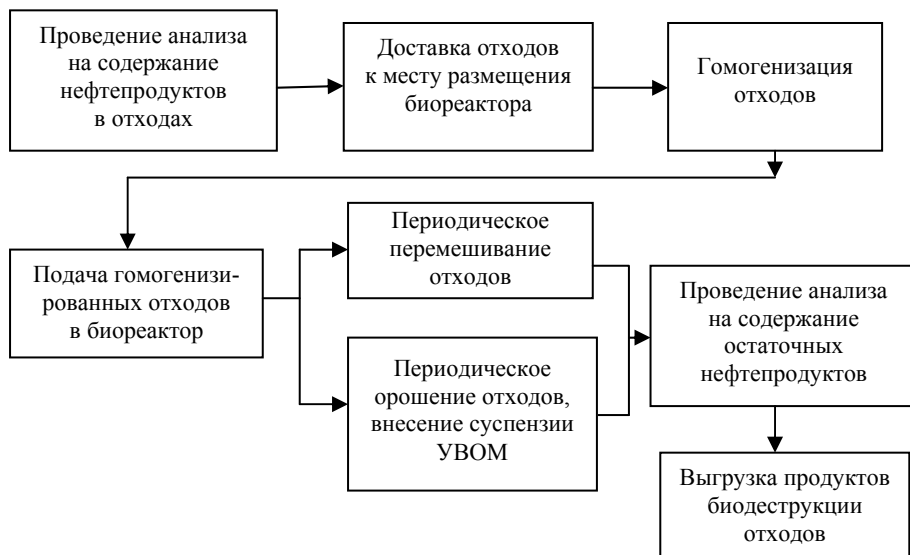 Проведение анализа
на содержание
нефтепродуктов
в отходах
Доставка отходов
к месту размещения
биореактора
Гомогенизация
отходов
Подача гомогенизи-
рованных отходов
в биореактор
Периодическое
перемешивание
отходов
Периодическое
орошение отходов,
внесение суспензии
УВОМ
Проведение анализа
на содержание
остаточных
нефтепродуктов
Выгрузка продуктов
биодеструкции
отходов